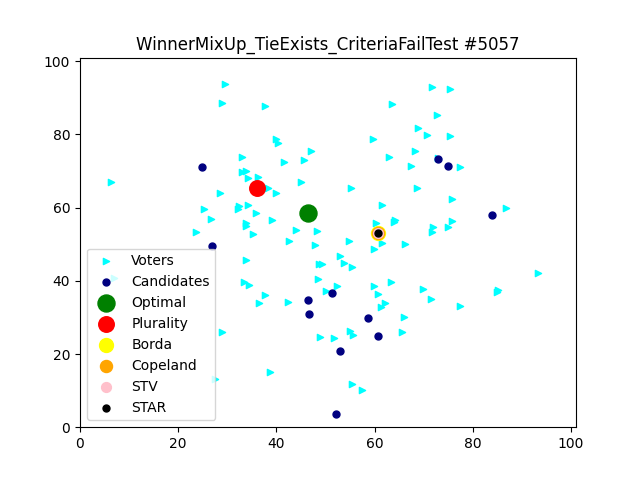 WinnerMixUp_TieExists_CriteriaFailTest #5057
100
80
60
40
20
0
0 20 40 60 80 100
Voters
Candidates
Optimal
Plurality
Borda
Copeland
STV
STAR